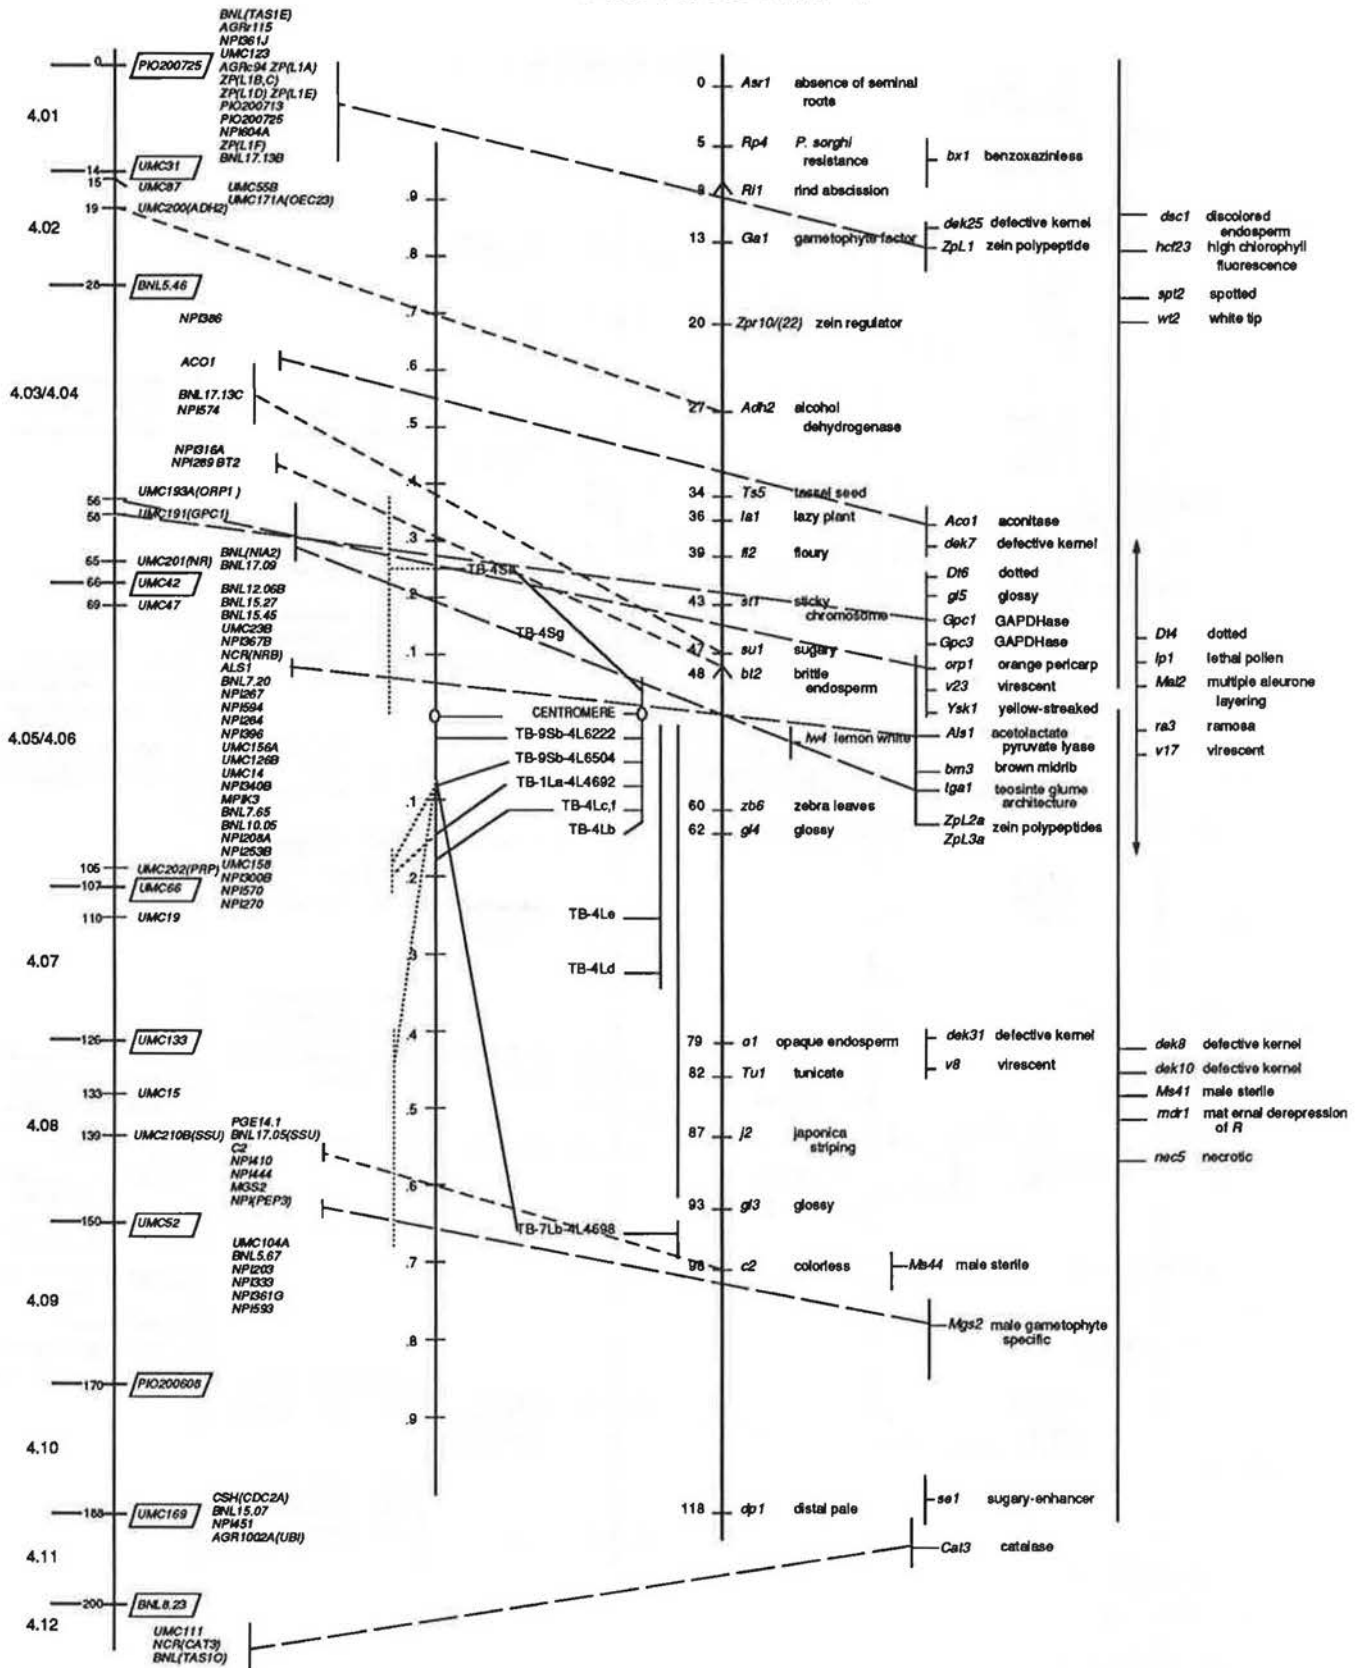 BNL(TAS1E)
AGRr115
NPI361J
UMC123
0 PIO200725 AGRc94 ZP(L1A)
ZP(L1B,C)
ZP(L1D) ZP(L1E)
PIO200713
PIO200725
NPI604A
ZP(L1F)
BNL17.13B
4.01
14 UMC31
15 UMC87 UMC55B
UMC171A(OEC23)
19 UMC200(ADH2)
4.02
28 BNL5.46
NPI386
ACO1
4.03/4.04
BNL17.13C
NPI574
NPI316A
NPI269 BT2
56 UMC193A(ORP1)
58 UMC191(GPC1)
BNL(NIA2)
65 UMC201(NR) BNL17.09
66 UMC42
69 UMC47
BNL12.06B
BNL15.27
BNL15.45
UMC23B
NPI367B
NCR(NRB)
ALS1
BNL7.20
NPI267
NPI594
NPI284
NPI396
UMC156A
UMC126B
UMC14
NPI340B
MPIK3
BNL7.65
BNL10.05
NPI208A
NPI253B
UMC158
NPI300B
NPI570
NPI270
4.05/4.06
105 UMC202(PRP)
107 UMC66
110 UMC19
4.07
126 UMC133
133 UMC15
4.08
139 UMC210B(SSU)
PGE14.1
BNL17.05(SSU)
C2
NPI410
NPI444
MGS2
NPI(PEP3)
150 UMC52
UMC104A
BNL5.67
NPI203
NPI333
NPI361G
NPI593
4.09
170 PIO200608
4.10
188 UMC169
CSH(CDC2A)
BNL15.07
NPI451
AGR1002A(UBI)
4.11
200 BNL8.23
4.12
UMC111
NCR(CAT3)
BNL(TAS1O)
.9
.8
.7
.6
.5
.4
.3
.2
.1
TB-4Sg
CENTROMERE
TB-9Sb-4L6222
TB-9Sb-4L6504
TB-1La-4L4692
TB-4Lc,f
TB-4Lb
TB-4Le
TB-4Ld
TB-7Lb-4L4698
.1
.2
.3
.4
.5
.6
.7
.8
.9
0 Asr1 absence of seminal
roots
5 Rp4 P. sorghi
resistance
Ri1 rind abscission
13 Ga1 gametophyte factor
20 Zpr10/(22) zein regulator
27 Adh2 alcohol
dehydrogenase
34 Ts5 tassel seed
36 la1 lazy plant
39 fl2 floury
43 st1 sticky
chromosome
47 su1 sugary
48 bt2 brittle
endosperm
lw4 lemon white
60 zb6 zebra leaves
62 gl4 glossy
79 o1 opaque endosperm
82 Tu1 tunicate
87 j2 japonica
striping
93 gl3 glossy
98 c2 colorless
118 dp1 distal pale
bx1 benzoxazinless
dek25 defective kernel
ZpL1 zein polypeptide
Aco1 aconitase
dek7 defective kernel
Dt6 dotted
gl5 glossy
Gpc1 GAPDHase
Gpc3 GAPDHase
orp1 orange pericarp
v23 virescent
Ysk1 yellow-streaked
Als1 acetolactate
pyruvate lyase
bm3 brown midrib
tga1 teosinte glume
architecture
ZpL2a
ZpL3a zein polypeptides
dek31 defective kernel
v8 virescent
Ms44 male sterile
Mgs2 male gametophyte
specific
se1 sugary-enhancer
Cat3 catalase
dsc1 discolored
endosperm
hcf23 high chlorophyll
fluorescence
spt2 spotted
wt2 white tip
Dt4 dotted
lp1 lethal pollen
Mal2 multiple aleurone
layering
ra3 ramosa
v17 virescent
dek8 defective kernel
dek10 defective kernel
Ms41 male sterile
mdr1 mat ernal derepression
of R
nec5 necrotic